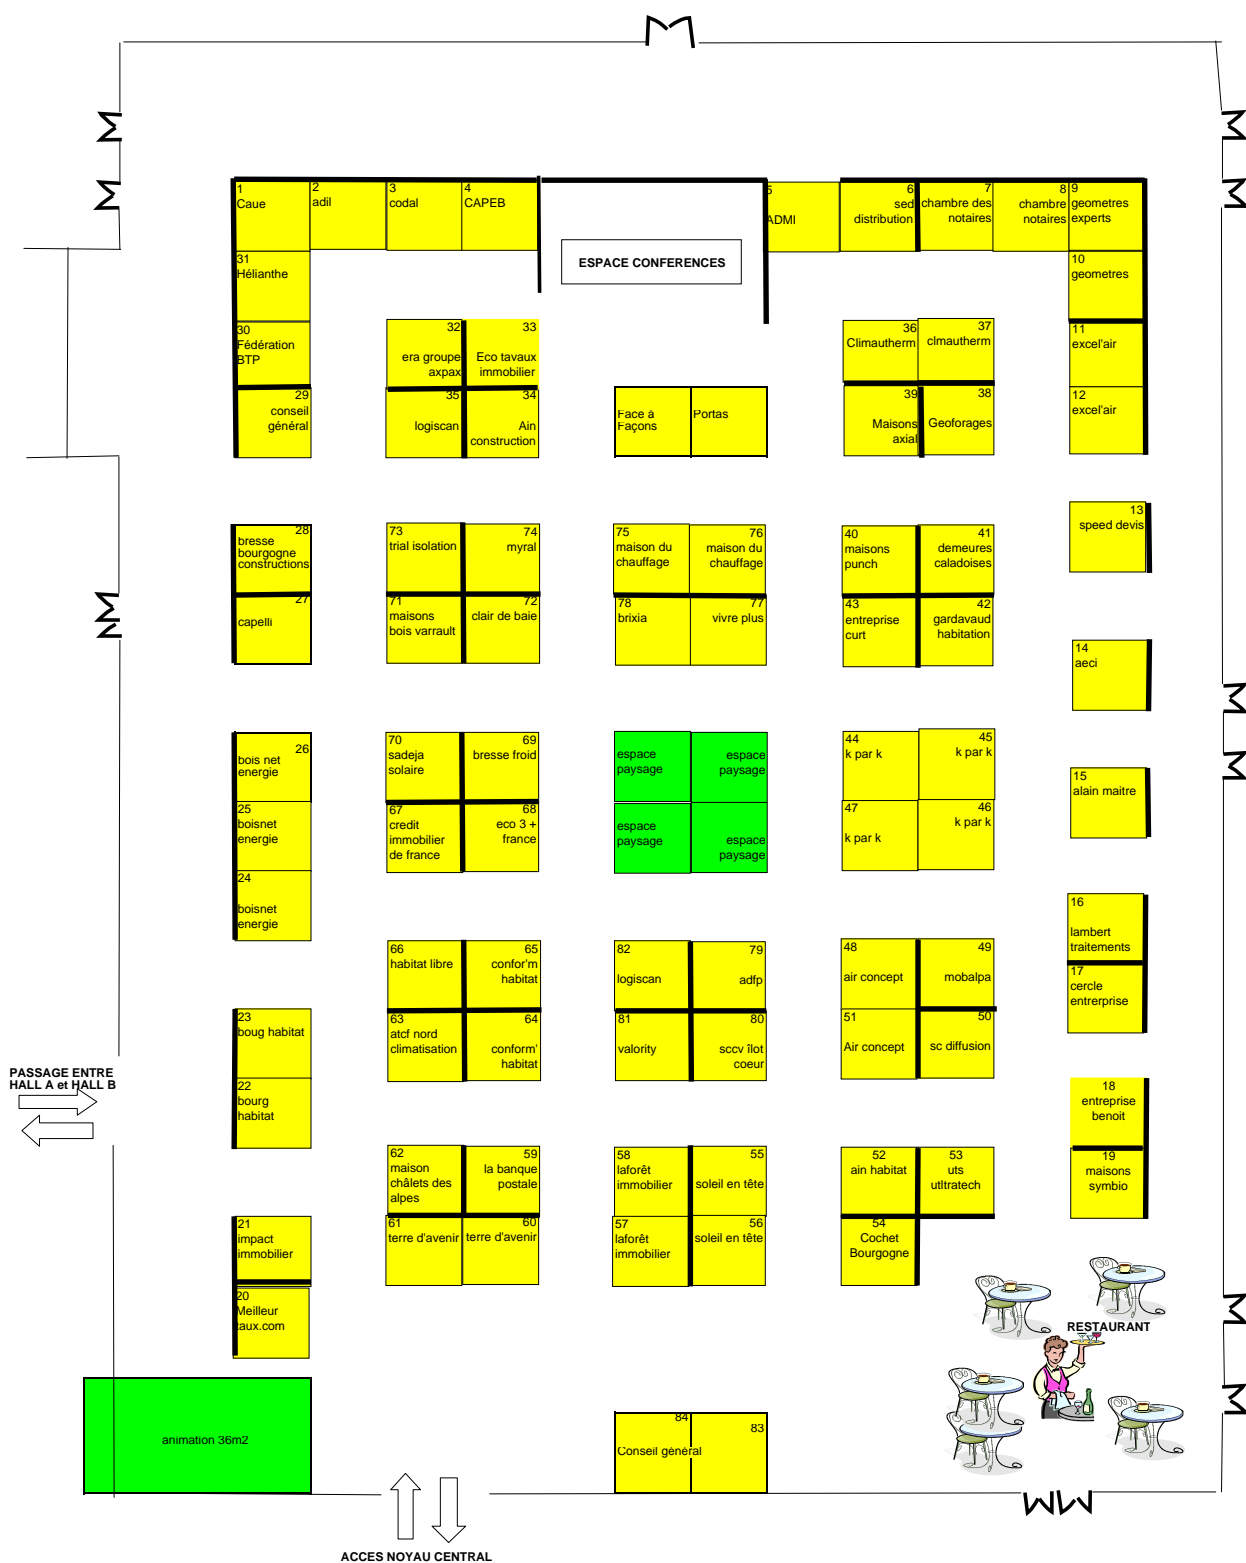 1
Caue
2
adil
3
codal
4
CAPEB
5
ADMI
6
sed
distribution
7
chambre des
notaires
8
chambre
notaires
9
geometres
experts
ESPACE CONFERENCES
31
Hélianthe
10
geometres
30
Fédération
BTP
32
era groupe
axpax
33
Eco tavaux
immobilier
36
Climautherm
37
clmautherm
11
excel'air
29
conseil
général
35
logiscan
34
Ain
construction
Face à
Façons
Portas
39
Maisons
axial
38
Geoforages
12
excel'air
28
bresse
bourgogne
constructions
73
trial isolation
74
myral
75
maison du
chauffage
76
maison du
chauffage
40
maisons
punch
41
demeures
caladoises
13
speed devis
27
capelli
71
maisons
bois varrault
72
clair de baie
78
brixia
77
vivre plus
43
entreprise
curt
42
gardavaud
habitation
14
aeci
26
bois net
energie
70
sadeja
solaire
69
bresse froid
espace
paysage
espace
paysage
44
k par k
45
k par k
15
alain maitre
25
boisnet
energie
67
credit
immobilier
de france
68
eco 3 +
france
espace
paysage
espace
paysage
47
k par k
46
k par k
24
boisnet
energie
66
habitat libre
65
confor'm
habitat
82
logiscan
79
adfp
48
air concept
49
mobalpa
16
lambert
traitements
17
cercle
entrerprise
23
boug habitat
63
atcf nord
climatisation
64
conform'
habitat
81
valority
80
sccv îlot
coeur
51
Air concept
50
sc diffusion
PASSAGE ENTRE
HALL A et HALL B
22
bourg
habitat
18
entreprise
benoit
62
maison
châlets des
alpes
59
la banque
postale
58
laforêt
immobilier
55
soleil en tête
52
ain habitat
53
uts
utltratech
19
maisons
symbio
21
impact
immobilier
61
terre d'avenir
60
terre d'avenir
57
laforêt
immobilier
56
soleil en tête
54
Cochet
Bourgogne
20
Meilleur
taux.com
RESTAURANT
animation 36m2
84
Conseil général
83
ACCES NOYAU CENTRAL